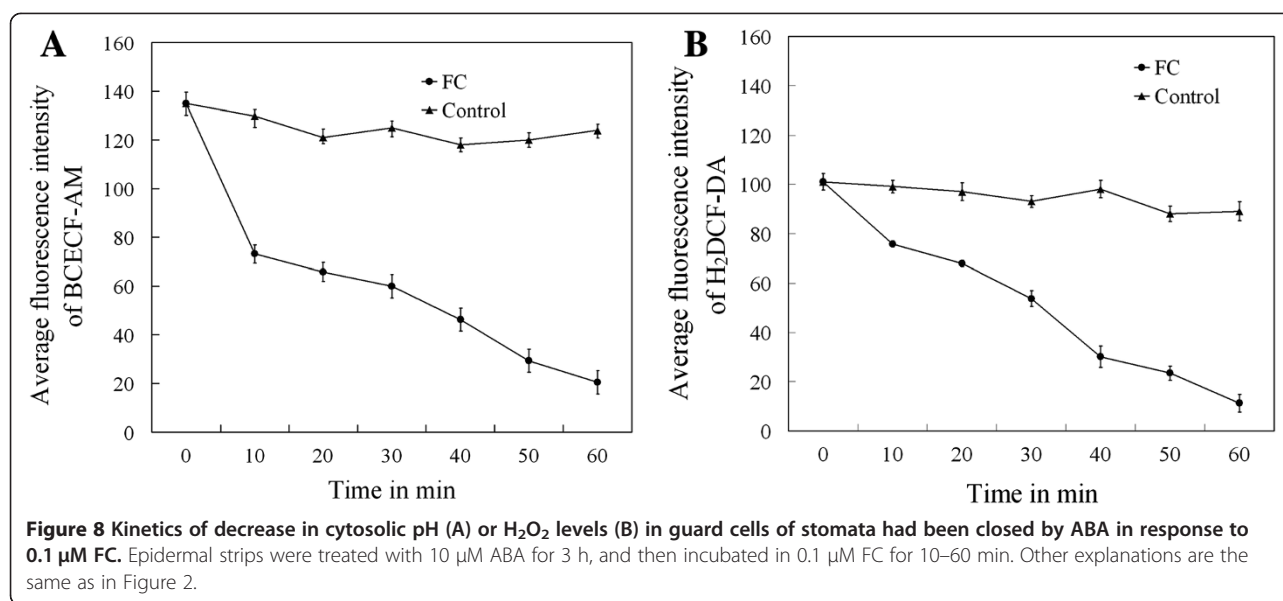 A
160
140
120
100
80
60
40
20
0
Average fluorescence intensity
of BCECF-AM
FC
Control
0 10 20 30 40 50 60
Time in min
B
160
140
120
100
80
60
40
20
0
Average fluorescence intensity
of H₂DCF-DA
FC
Control
0 10 20 30 40 50 60
Time in min
Figure 8 Kinetics of decrease in cytosolic pH (A) or H₂O₂ levels (B) in guard cells of stomata had been closed by ABA in response to
0.1 μM FC. Epidermal strips were treated with 10 μM ABA for 3 h, and then incubated in 0.1 μM FC for 10–60 min. Other explanations are the
same as in Figure 2.